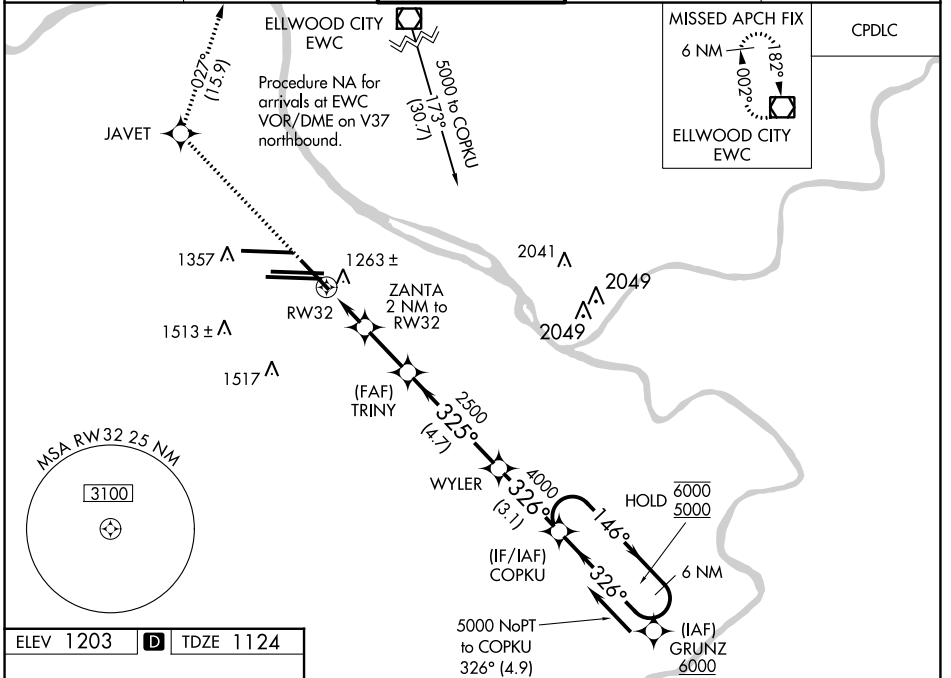 ELLWOOD CITY
EWC
Procedure NA for
arrivals at EWC
VOR/DME on V37
northbound.
5000 to COPKU
173°
(30.7)
027°
(15.9)
JAVET
MISSED APCH FIX
6 NM
182°
002°
ELLWOOD CITY
EWC
CPDLC
1357
1263 ±
RW32
ZANTA
2 NM to
RW32
2041
2049
2049
1513 ±
1517
(FAF)
TRINY
2500
325°
(4.7)
WYLER
4000
326°
(3.1)
(IF/IAF)
COPKU
HOLD
6000
5000
146°
326°
6 NM
5000 NoPT
to COPKU
326° (4.9)
(IAF)
GRUNZ
6000
MSA RW32 25 NM
3100
ELEV 1203 D TDZE 1124